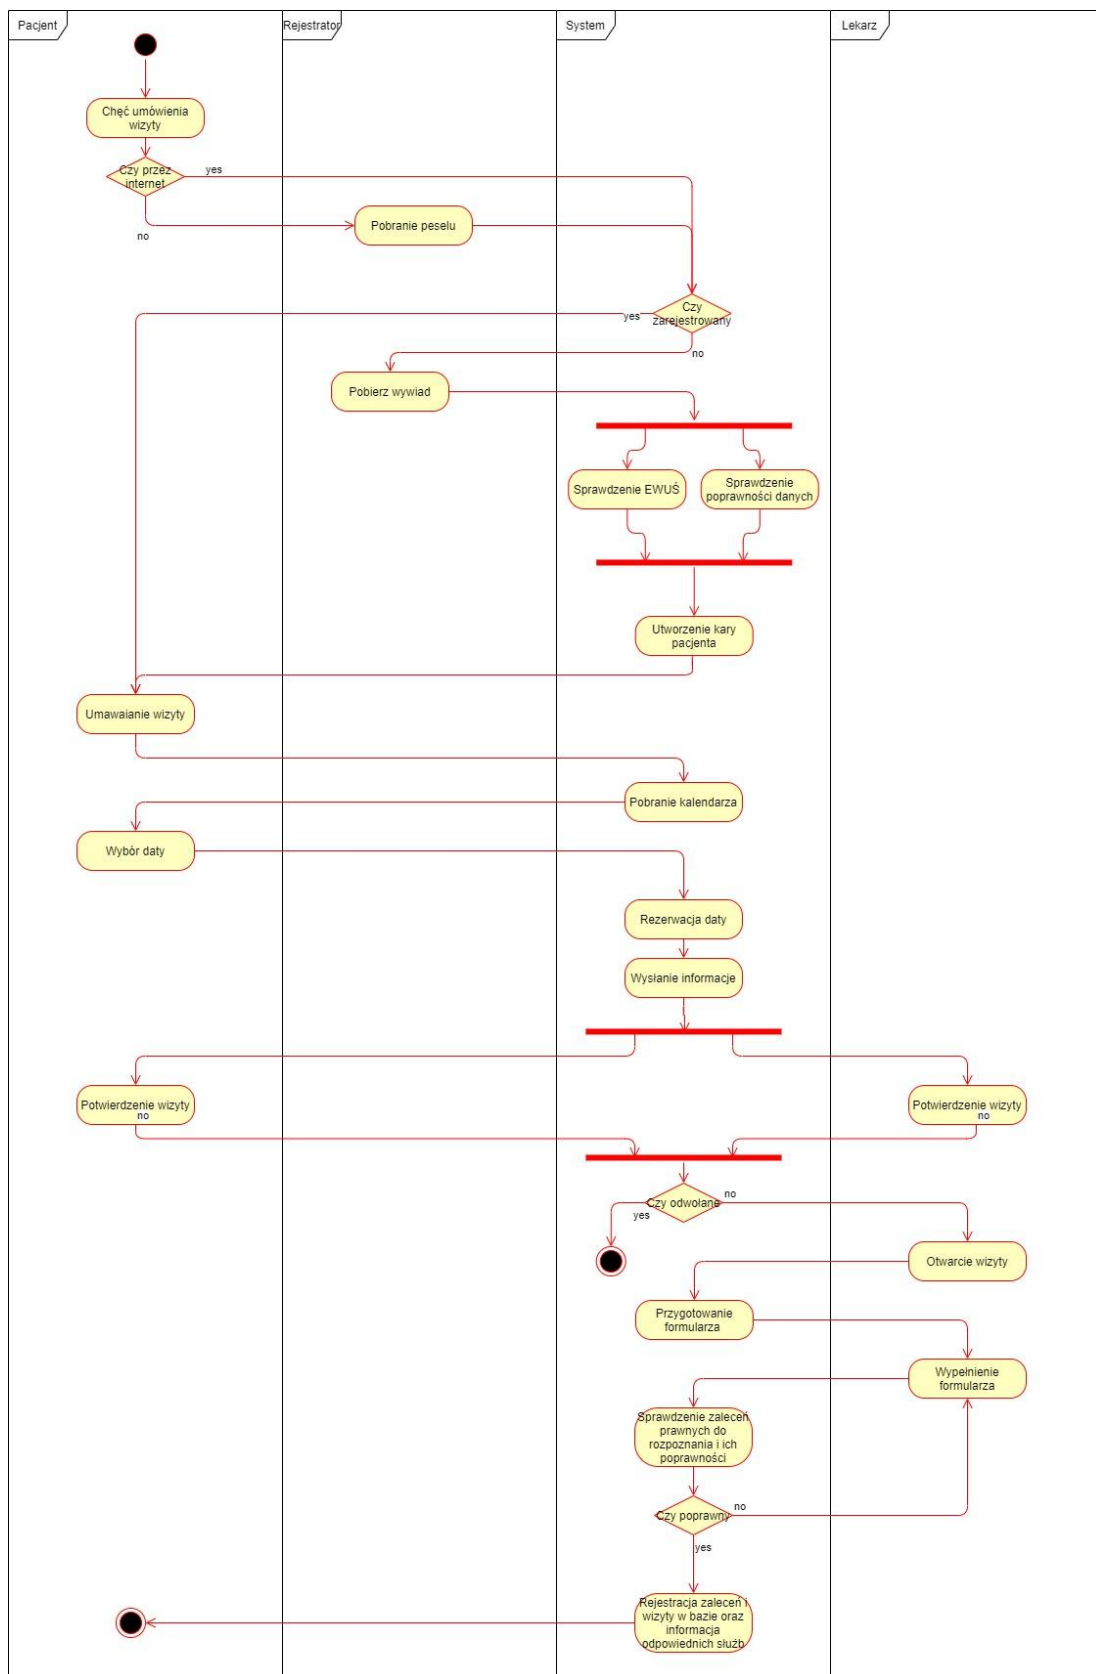 Pacjent
Rejestrator
System
Lekarz
Chęć umówienia
wizyty
Czy przez
internet
yes
no
Pobranie peselu
Czy
zarejestrowany
yes
no
Pobierz wywiad
Sprawdzenie EWUŚ
Sprawdzenie
poprawności danych
Utworzenie kary
pacjenta
Umawaianie wizyty
Pobranie kalendarza
Wybór daty
Rezerwacja daty
Wysłanie informacje
Potwierdzenie wizyty
no
Potwierdzenie wizyty
no
Czy odwołane
no
yes
Otwarcie wizyty
Przygotowanie
formularza
Wypełnienie
formularza
Sprawdzenie zaleceń
prawnych do
rozpoznania i ich
poprawności
Czy poprawny
no
yes
Rejestracja zaleceń i
wizyty w bazie oraz
informacja
odpowiednich służb